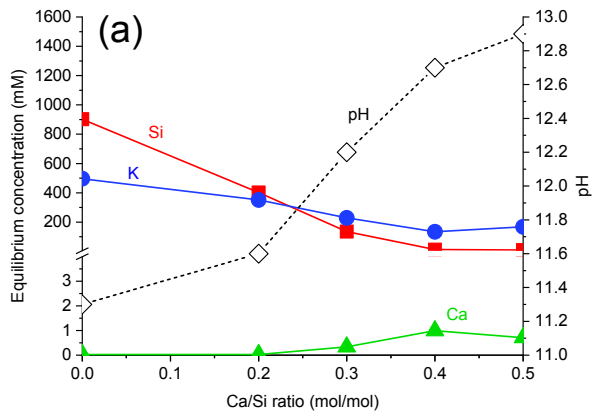 (a)
1600
1400
1200
1000
800
600
400
200
3
2
1
0
Equilibrium concentration (mM)
Si
K
pH
Ca
13.0
12.8
12.6
12.4
12.2
12.0
11.8
11.6
11.4
11.2
11.0
pH
0.0 0.1 0.2 0.3 0.4 0.5
Ca/Si ratio (mol/mol)